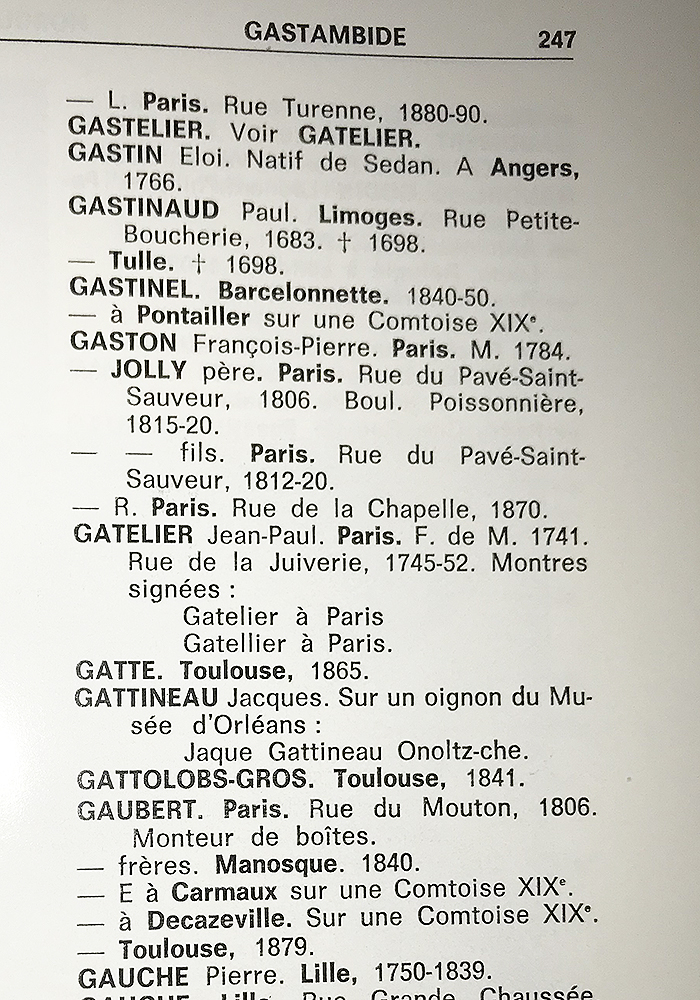 GASTAMBIDE 247
— L. Paris. Rue Turenne, 1880-90.
GASTELIER. Voir GATELIER.
GASTIN Eloi. Natif de Sedan. A Angers,
1766.
GASTINAUD Paul. Limoges. Rue Petite-
Boucherie, 1683. † 1698.
— Tulle. † 1698.
GASTINEL. Barcelonnette. 1840-50.
— à Pontailler sur une Comtoise XIXe.
GASTON François-Pierre. Paris. M. 1784.
— JOLLY père. Paris. Rue du Pavé-Saint-
Sauveur, 1806. Boul. Poissonnière,
1815-20.
— — fils. Paris. Rue du Pavé-Saint-
Sauveur, 1812-20.
— R. Paris. Rue de la Chapelle, 1870.
GATELIER Jean-Paul. Paris. F. de M. 1741.
Rue de la Juiverie, 1745-52. Montres
signées :
Gatelier à Paris
Gatellier à Paris.
GATTE. Toulouse, 1865.
GATTINEAU Jacques. Sur un oignon du Mu-
sée d'Orléans :
Jaque Gattineau Onoltz-che.
GATTOLOBS-GROS. Toulouse, 1841.
GAUBERT. Paris. Rue du Mouton, 1806.
Monteur de boîtes.
— frères. Manosque. 1840.
— E à Carmaux sur une Comtoise XIXe.
— à Decazeville. Sur une Comtoise XIXe.
— Toulouse, 1879.
GAUCHE Pierre. Lille, 1750-1839.
GAUCHE Lille Rue Grande Chaussée